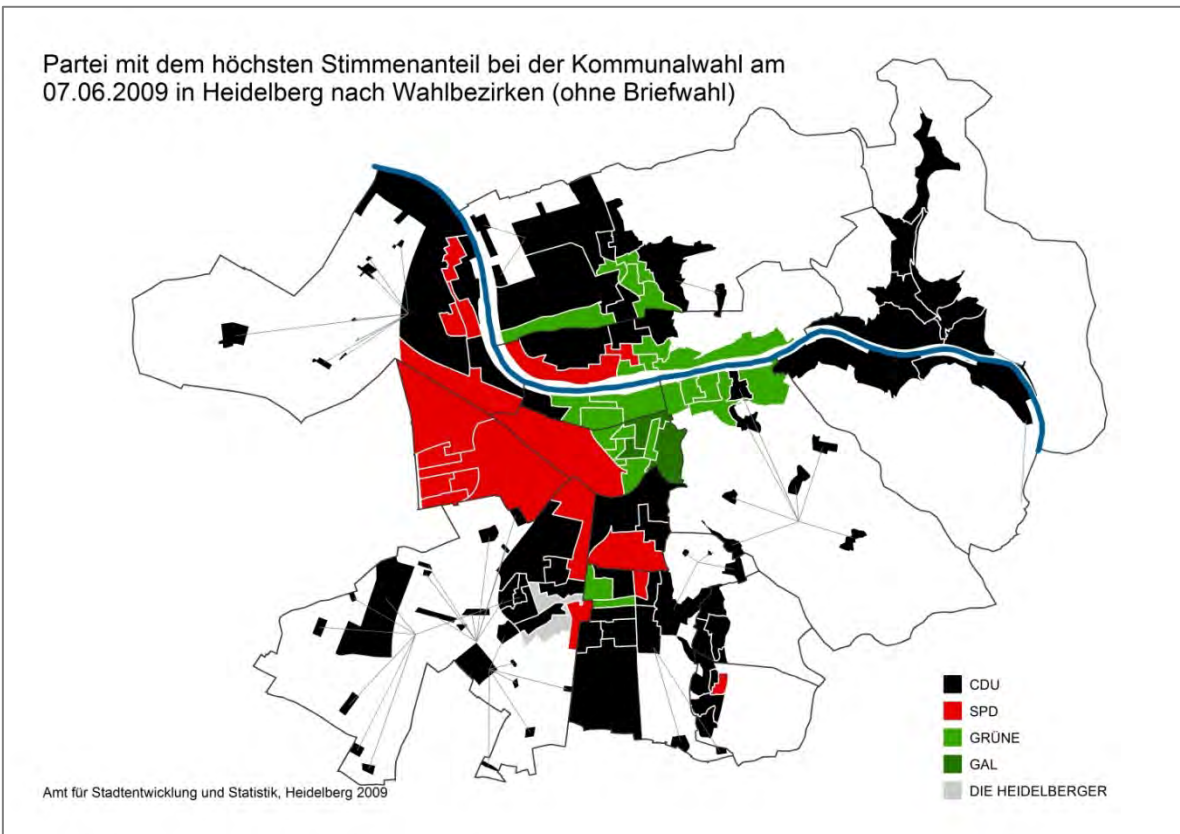 Partei mit dem höchsten Stimmenanteil bei der Kommunalwahl am
07.06.2009 in Heidelberg nach Wahlbezirken (ohne Briefwahl)
CDU
SPD
GRÜNE
GAL
DIE HEIDELBERGER
Amt für Stadtentwicklung und Statistik, Heidelberg 2009